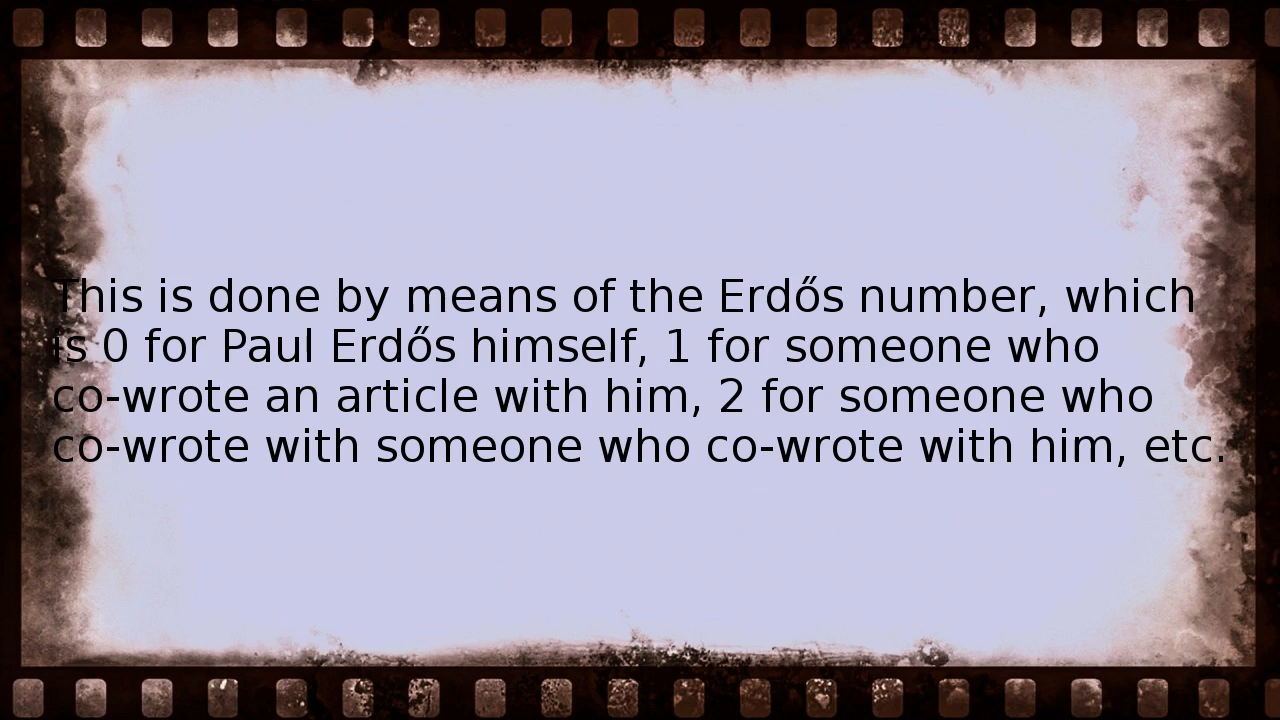 This is done by means of the Erdős number, which
is 0 for Paul Erdős himself, 1 for someone who
co-wrote an article with him, 2 for someone who
co-wrote with someone who co-wrote with him, etc.